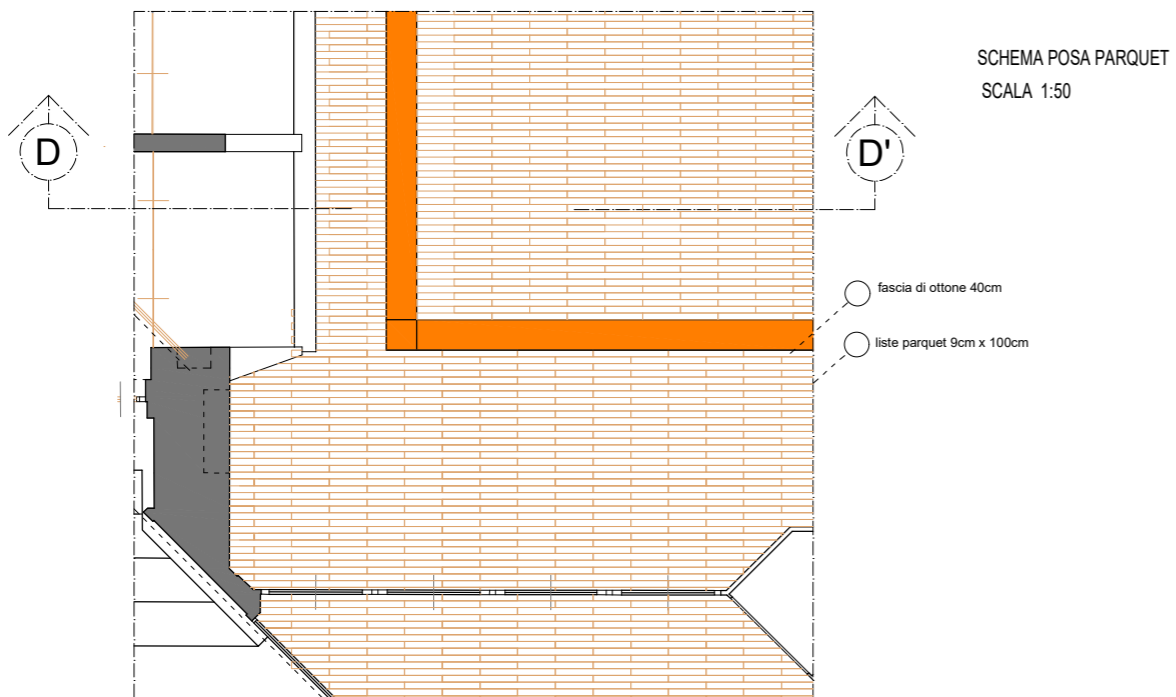 SCHEMA POSA PARQUET
SCALA 1:50
D
D'
fascia di ottone 40cm
liste parquet 9cm x 100cm